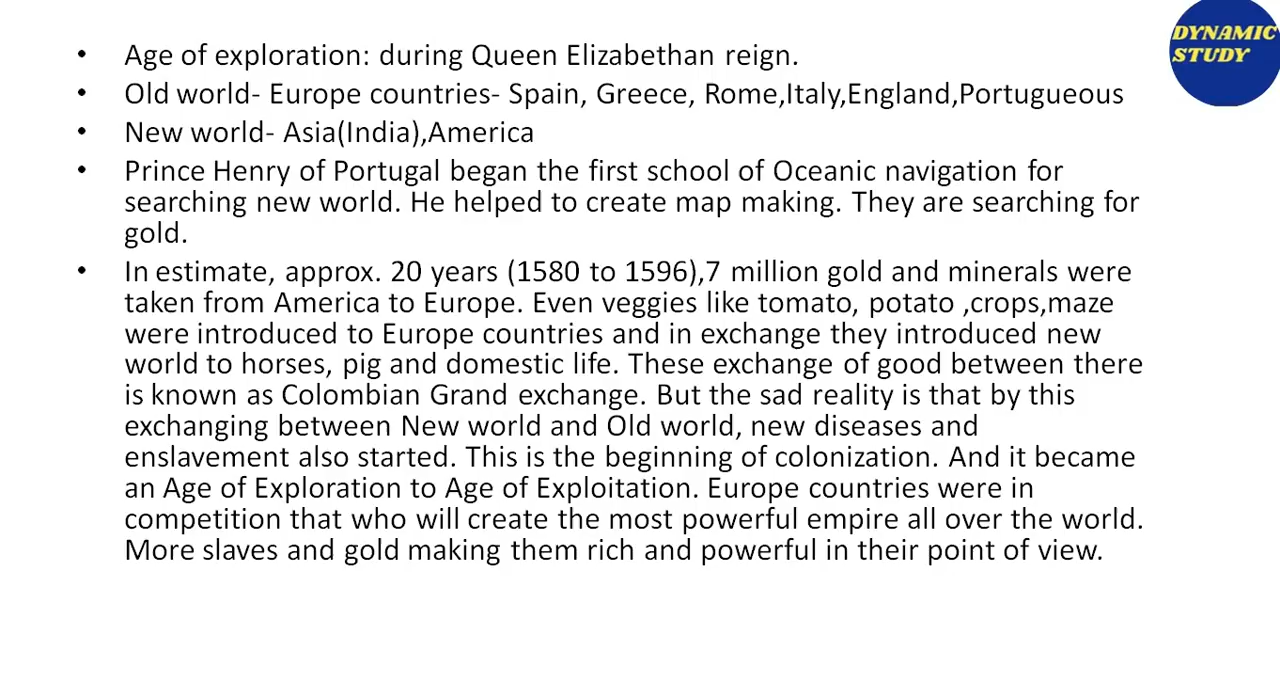 DYNAMIC
STUDY
• Age of exploration: during Queen Elizabethan reign.
• Old world- Europe countries- Spain, Greece, Rome,Italy,England,Portugueous
• New world- Asia(India),America
• Prince Henry of Portugal began the first school of Oceanic navigation for
searching new world. He helped to create map making. They are searching for
gold.
• In estimate, approx. 20 years (1580 to 1596),7 million gold and minerals were
taken from America to Europe. Even veggies like tomato, potato ,crops,maze
were introduced to Europe countries and in exchange they introduced new
world to horses, pig and domestic life. These exchange of good between there
is known as Colombian Grand exchange. But the sad reality is that by this
exchanging between New world and Old world, new diseases and
enslavement also started. This is the beginning of colonization. And it became
an Age of Exploration to Age of Exploitation. Europe countries were in
competition that who will create the most powerful empire all over the world.
More slaves and gold making them rich and powerful in their point of view.